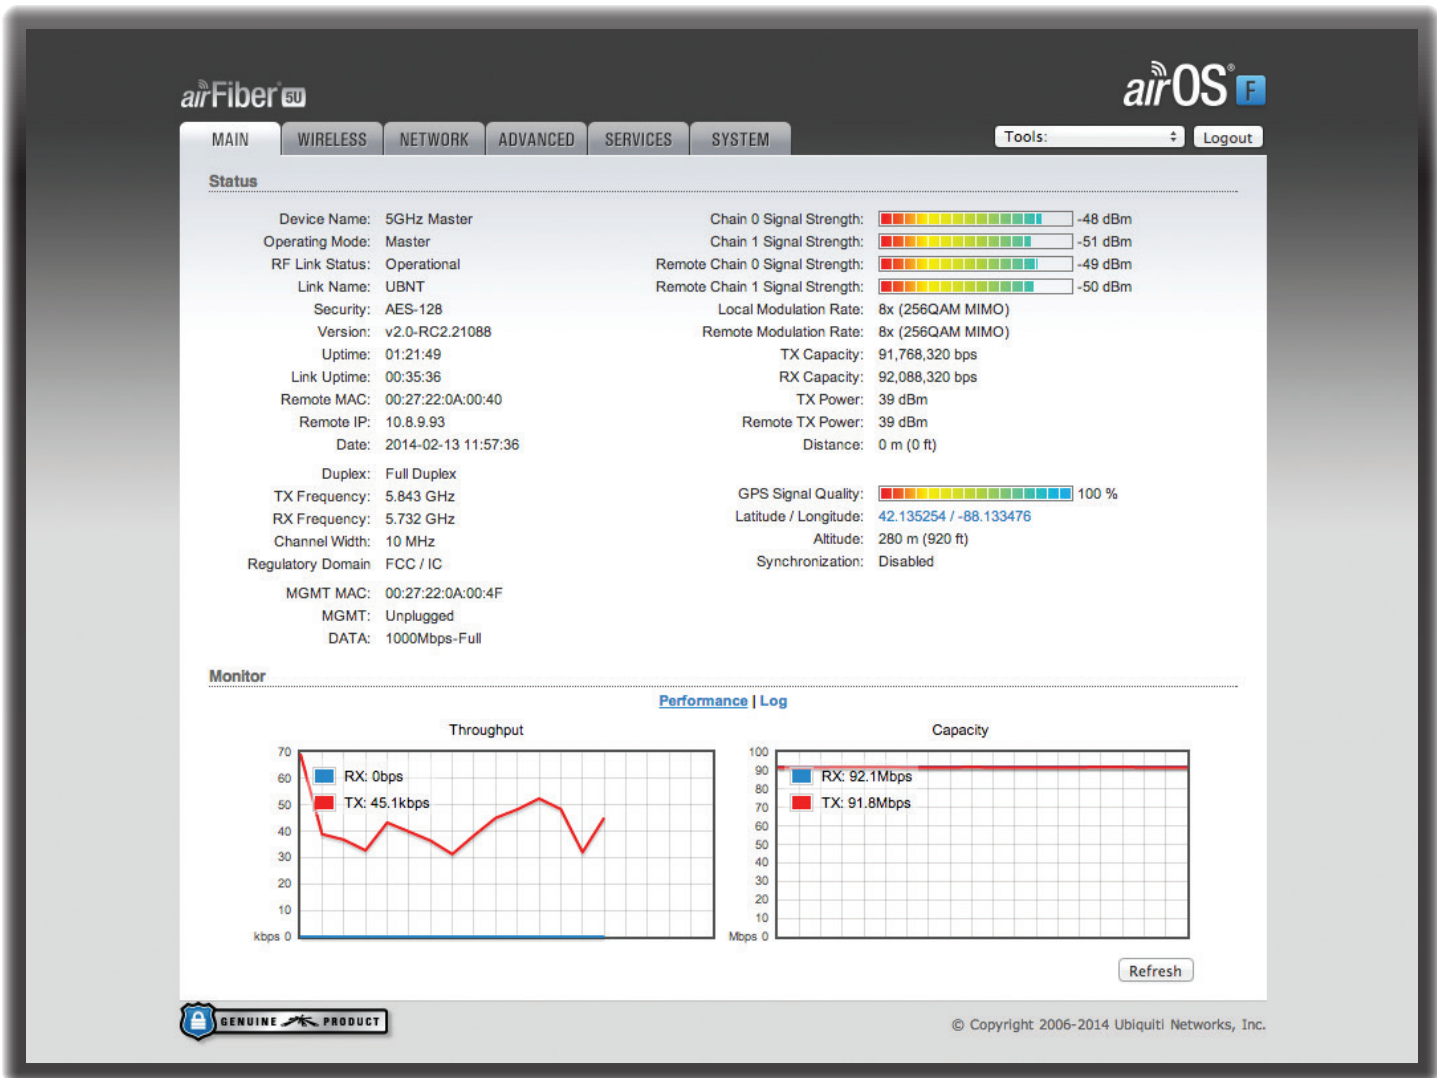 airFiber 5U
airOS® F
MAIN WIRELESS NETWORK ADVANCED SERVICES SYSTEM Tools: Logout
Status
Device Name: 5GHz Master
Operating Mode: Master
RF Link Status: Operational
Link Name: UBNT
Security: AES-128
Version: v2.0-RC2.21088
Uptime: 01:21:49
Link Uptime: 00:35:36
Remote MAC: 00:27:22:0A:00:40
Remote IP: 10.8.9.93
Date: 2014-02-13 11:57:36
Duplex: Full Duplex
TX Frequency: 5.843 GHz
RX Frequency: 5.732 GHz
Channel Width: 10 MHz
Regulatory Domain FCC / IC
MGMT MAC: 00:27:22:0A:00:4F
MGMT: Unplugged
DATA: 1000Mbps-Full
Chain 0 Signal Strength: -48 dBm
Chain 1 Signal Strength: -51 dBm
Remote Chain 0 Signal Strength: -49 dBm
Remote Chain 1 Signal Strength: -50 dBm
Local Modulation Rate: 8x (256QAM MIMO)
Remote Modulation Rate: 8x (256QAM MIMO)
TX Capacity: 91,768,320 bps
RX Capacity: 92,088,320 bps
TX Power: 39 dBm
Remote TX Power: 39 dBm
Distance: 0 m (0 ft)
GPS Signal Quality: 100 %
Latitude / Longitude: 42.135254 / -88.133476
Altitude: 280 m (920 ft)
Synchronization: Disabled
Monitor
Performance | Log
Throughput
70
60
50
40
30
20
10
kbps 0
RX: 0bps
TX: 45.1kbps
Capacity
100
90
80
70
60
50
40
30
20
10
Mbps 0
RX: 92.1Mbps
TX: 91.8Mbps
Refresh
GENUINE PRODUCT
© Copyright 2006-2014 Ubiquiti Networks, Inc.